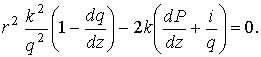 r² k²/q² (1 − dq/dz) − 2k (dP/dz + i/q) = 0.